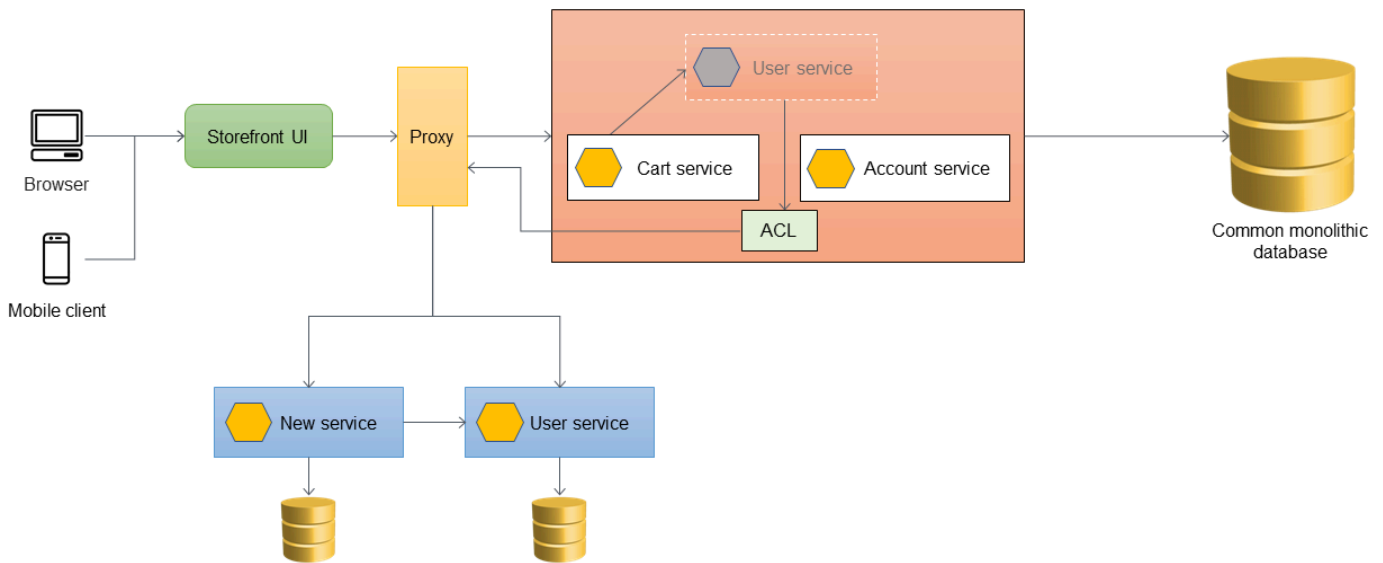 User service
Browser
Storefront UI
Proxy
Cart service
Account service
ACL
Common monolithic
database
Mobile client
New service
User service